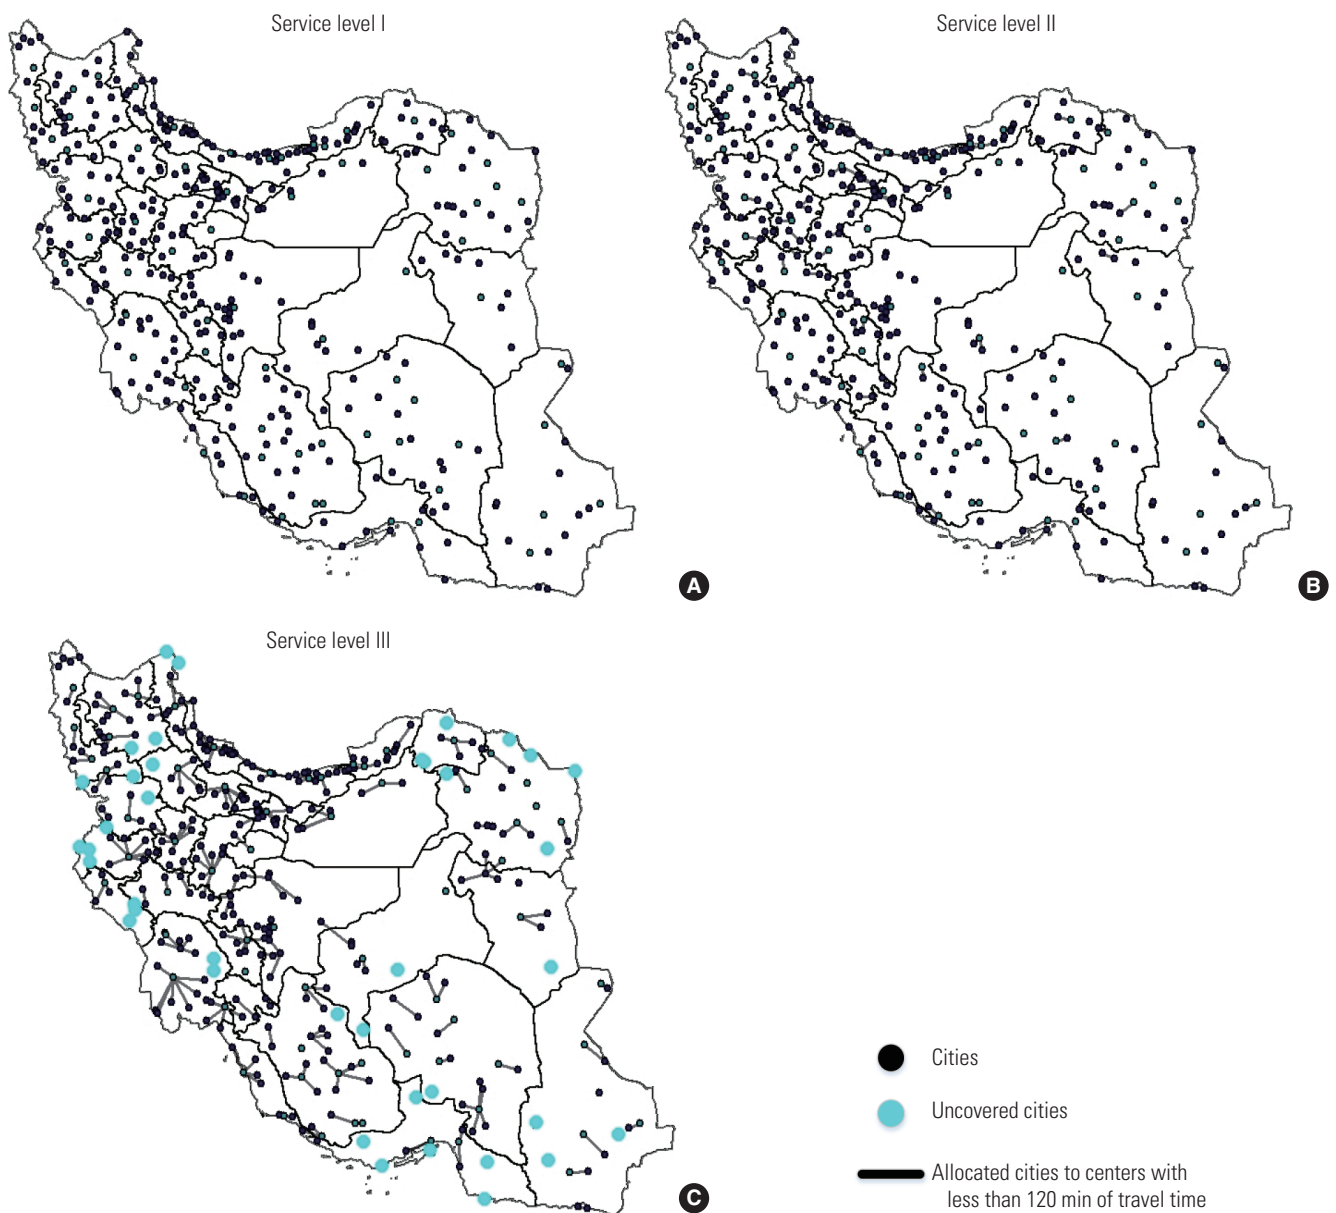 Service level I
Service level II
A
B
Service level III
Cities
Uncovered cities
Allocated cities to centers with
less than 120 min of travel time
C